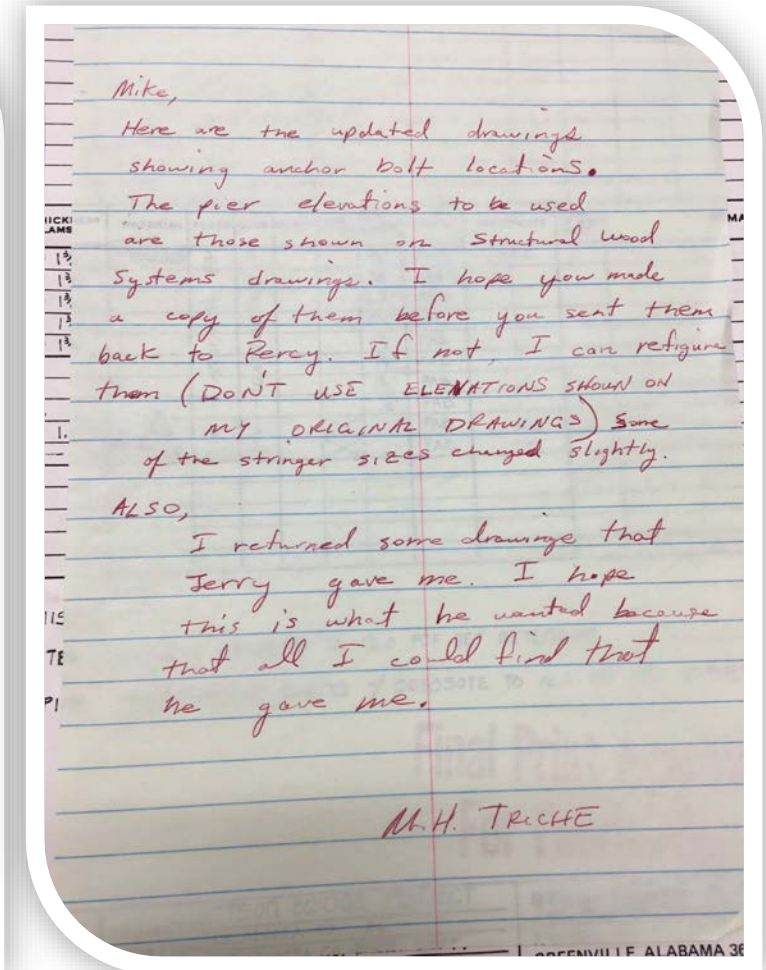 Mike,
Here are the updated drawings
showing anchor bolt locations.
The pier elevations to be used
are those shown on Structural Wood
Systems drawings. I hope you made
a copy of them before you sent them
back to Percy. If not, I can refigure
them (DON'T USE ELENATIONS SHOWN ON
MY ORIGINAL DRAWINGS) Some
of the stringer sizes changed slightly.
ALSO,
I returned some drawings that
Jerry gave me. I hope
this is what he wanted because
that all I could find that
he gave me.
M.H. TRICHE
GREENVILLE ALABAMA 36